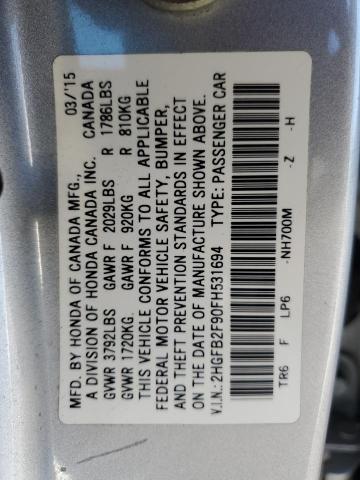 MFD. BY HONDA OF CANADA MFG., 03/'15
A DIVISION OF HONDA CANADA INC. CANADA
GVWR 3792LBS GAWR F 2029LBS R 1786LBS
GVWR 1720KG GAWR F 920KG R 810KG
THIS VEHICLE CONFORMS TO ALL APPLICABLE
FEDERAL MOTOR VEHICLE SAFETY, BUMPER,
AND THEFT PREVENTION STANDARDS IN EFFECT
ON THE DATE OF MANUFACTURE SHOWN ABOVE.
V.I.N.: 2HGFB2F90FH531694 TYPE: PASSENGER CAR
TR6 F LP6 -NH700M -Z -H